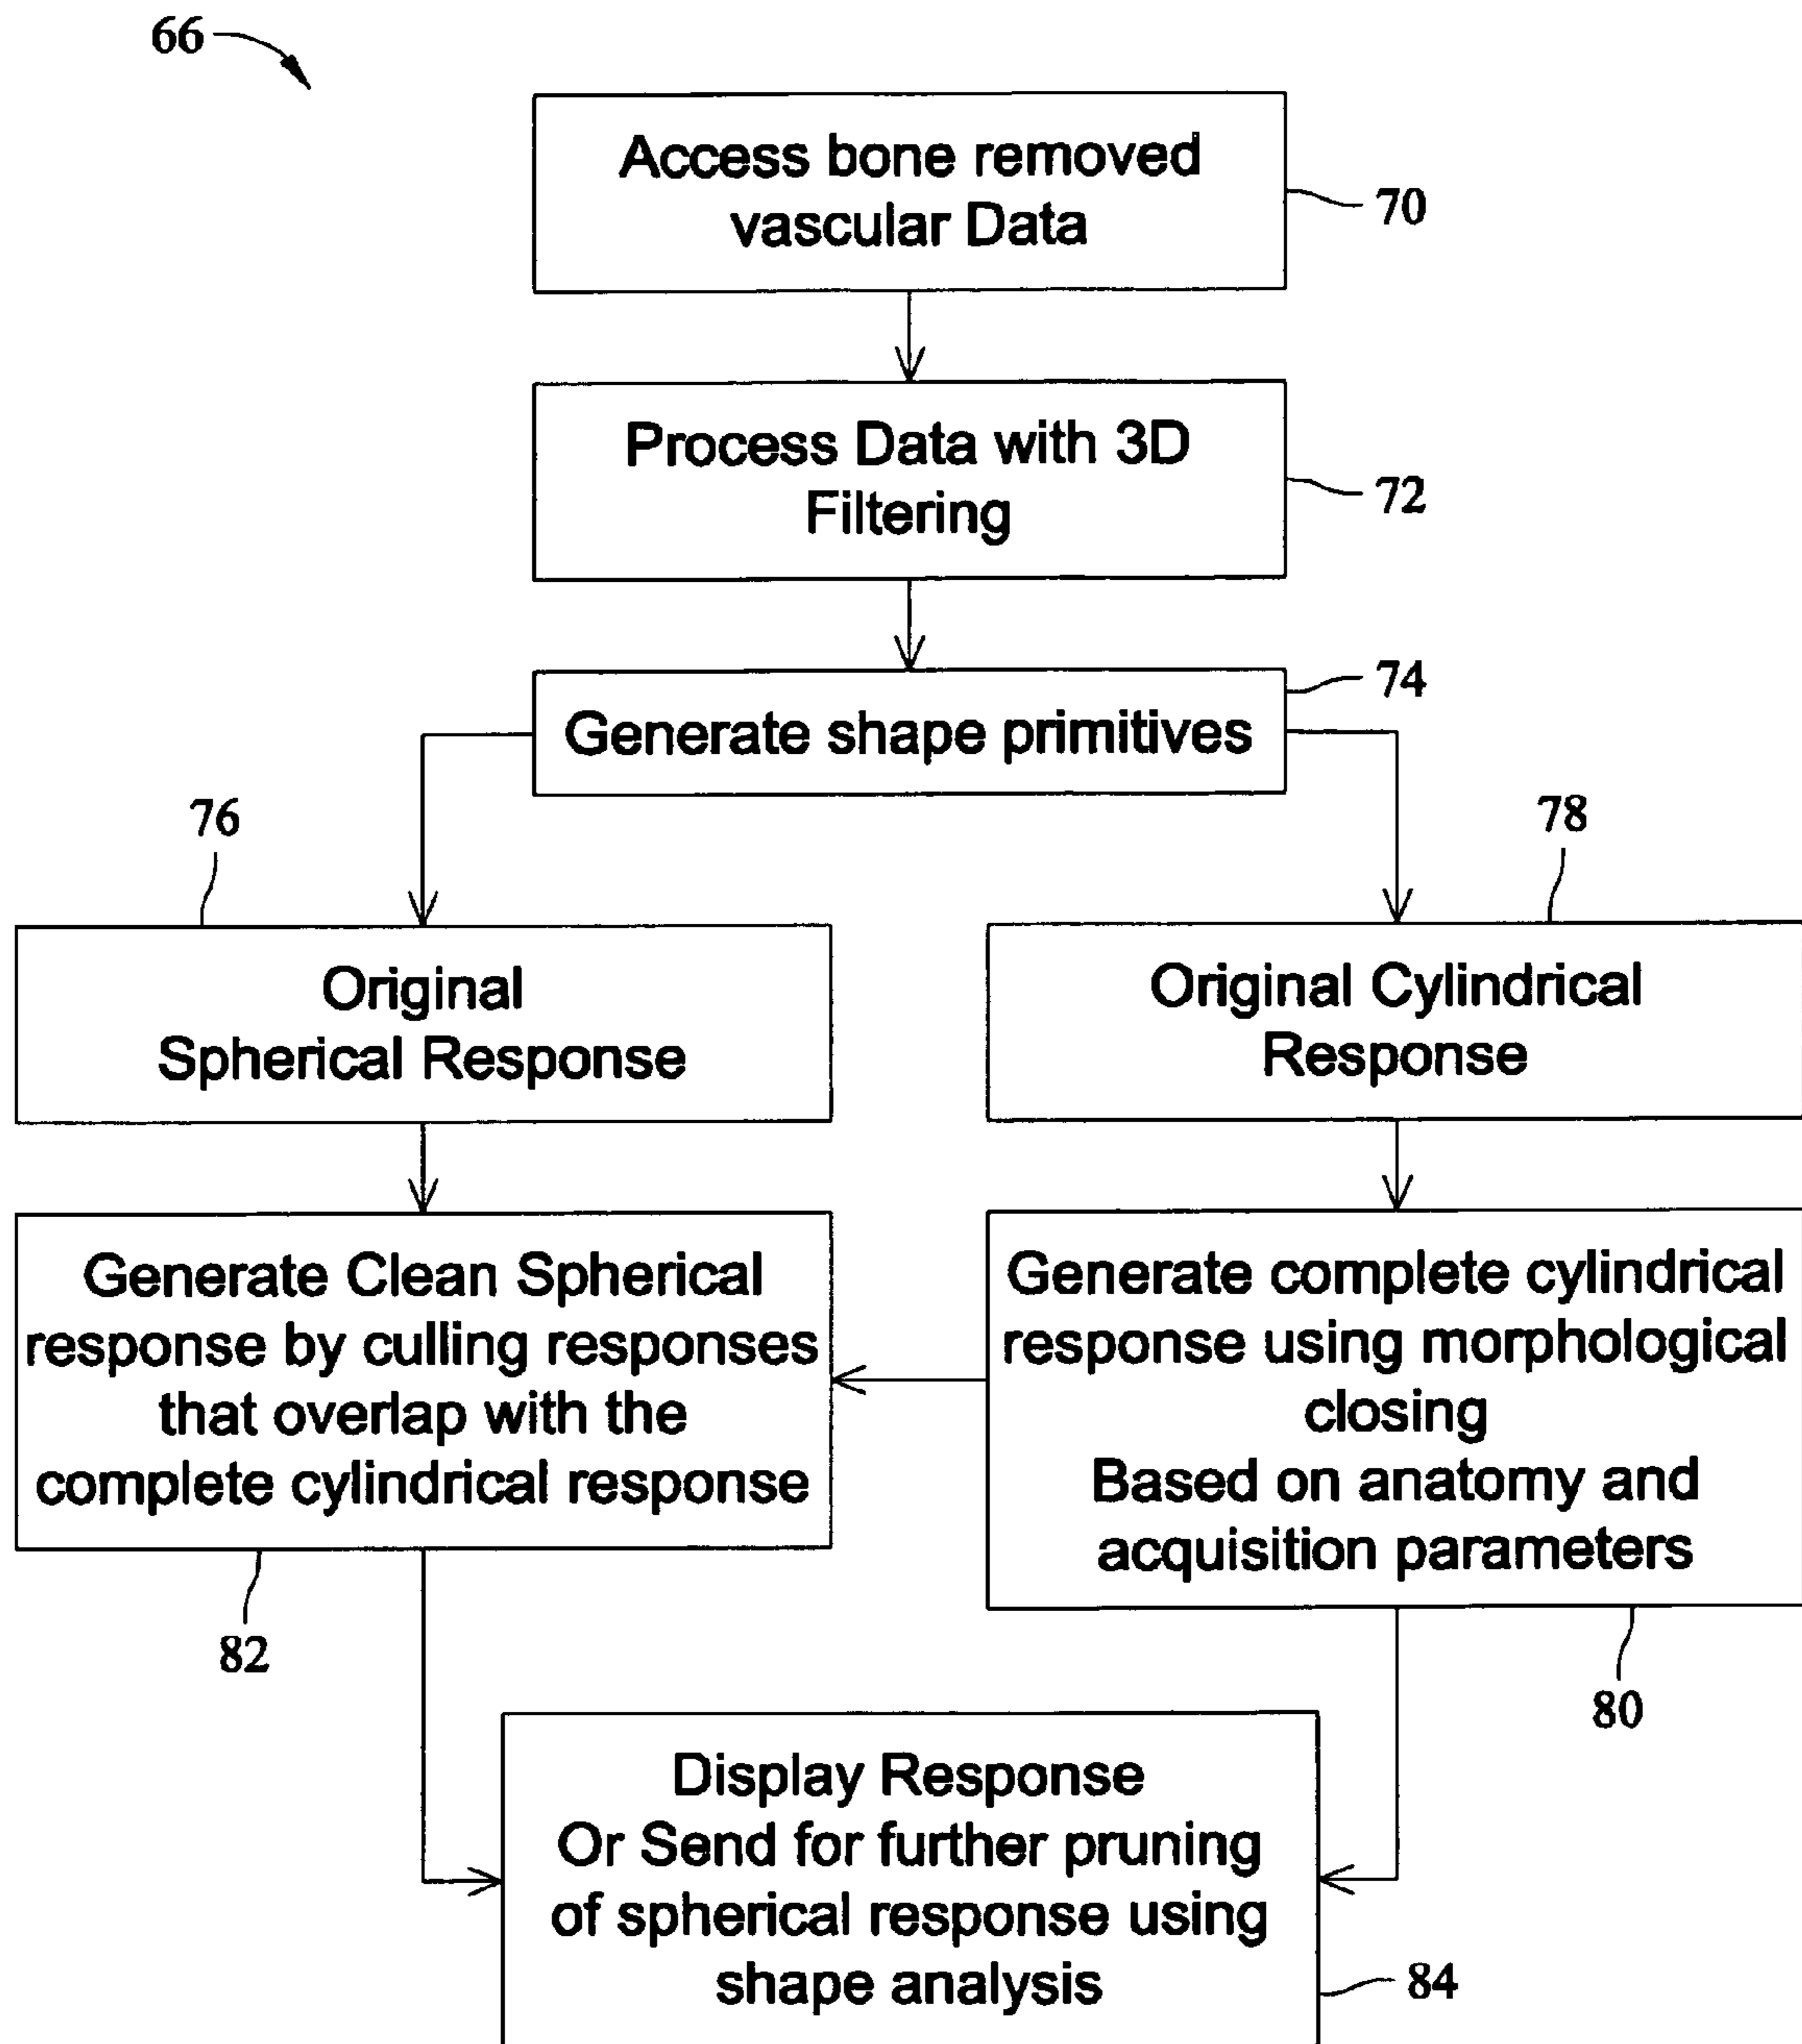 66
Access bone removed
vascular Data
70
Process Data with 3D
Filtering
72
74
Generate shape primitives
76
78
Original
Spherical Response
Original Cylindrical
Response
Generate Clean Spherical
response by culling responses
that overlap with the
complete cylindrical response
82
Generate complete cylindrical
response using morphological
closing
Based on anatomy and
acquisition parameters
80
Display Response
Or Send for further pruning
of spherical response using
shape analysis
84